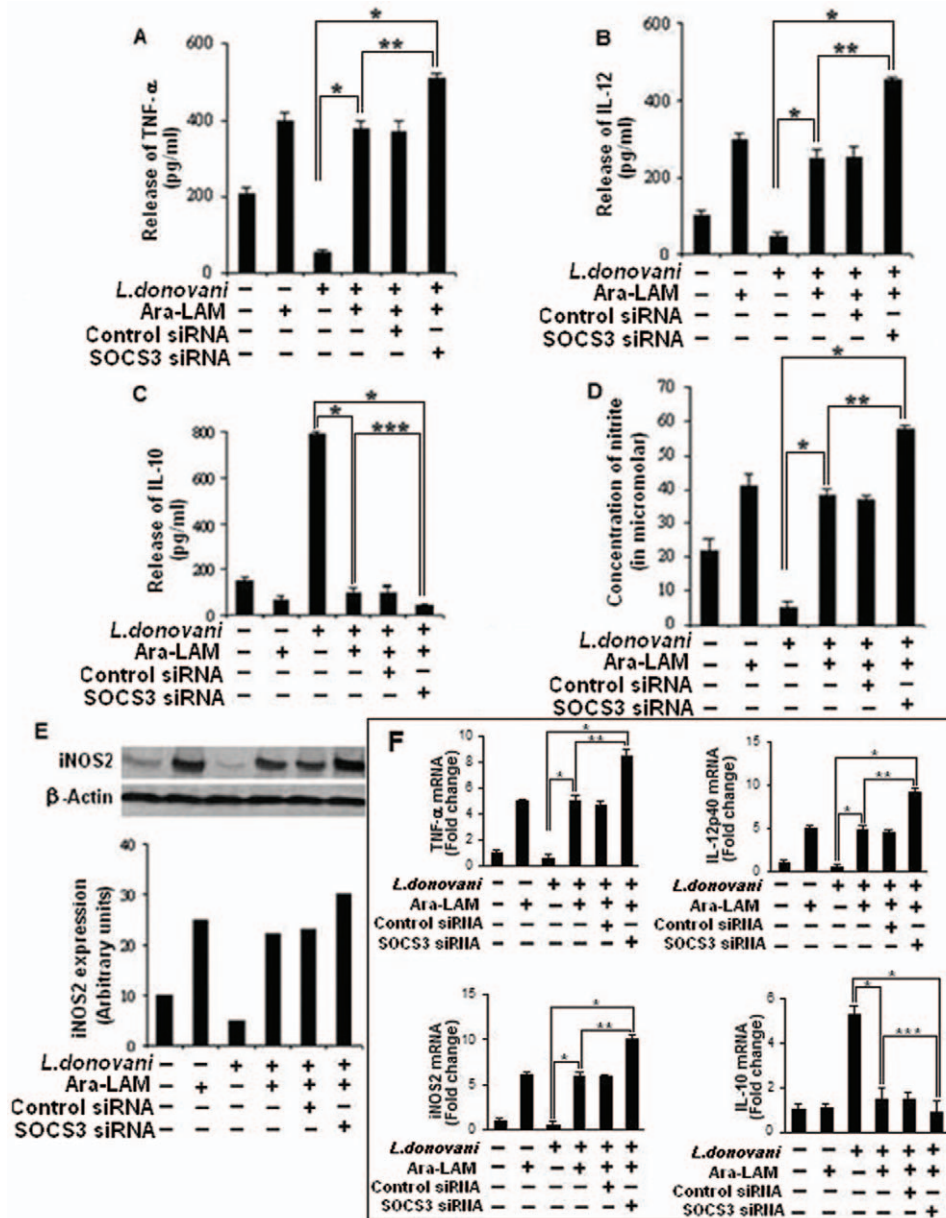 A
Release of TNF-α
(pg/ml)
600
400
200
0
* ** *
L.donovani – – + + + +
Ara-LAM – + – + + +
Control siRNA – – – – + –
SOCS3 siRNA – – – – – +
B
Release of IL-12
(pg/ml)
600
400
200
0
* ** *
L.donovani – – + + + +
Ara-LAM – + – + + +
Control siRNA – – – – + –
SOCS3 siRNA – – – – – +
C
Release of IL-10
(pg/ml)
800
600
400
200
0
* * ***
L.donovani – – + + + +
Ara-LAM – + – + + +
Control siRNA – – – – + –
SOCS3 siRNA – – – – – +
D
Concentration of nitrite
(in micromolar)
70
60
50
40
30
20
10
0
* ** *
L.donovani – – + + + +
Ara-LAM – + – + + +
Control siRNA – – – – + –
SOCS3 siRNA – – – – – +
E
iNOS2
β-Actin
iNOS2 expression
(Arbitrary units)
40
30
20
10
0
L.donovani – – + + + +
Ara-LAM – + – + + +
Control siRNA – – – – + –
SOCS3 siRNA – – – – – +
F
TNF-α mRNA
(Fold change)
10
8
6
4
2
0
* ** *
L.donovani – – + + + +
Ara-LAM – + – + + +
Control siRNA – – – – + –
SOCS3 siRNA – – – – – +
IL-12p40 mRNA
(Fold change)
15
10
5
0
* ** *
L.donovani – – + + + +
Ara-LAM – + – + + +
Control siRNA – – – – + –
SOCS3 siRNA – – – – – +
iNOS2 mRNA
(Fold change)
15
10
5
0
* ** *
L.donovani – – + + + +
Ara-LAM – + – + + +
Control siRNA – – – – + –
SOCS3 siRNA – – – – – +
IL-10 mRNA
(Fold change)
6
4
2
0
* * ***
L.donovani – – + + + +
Ara-LAM – + – + + +
Control siRNA – – – – + –
SOCS3 siRNA – – – – – +